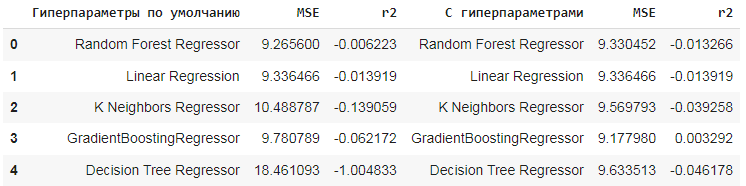 Гиперпараметры по умолчанию MSE r2 С гиперпараметрами MSE r2
0 Random Forest Regressor 9.265600 -0.006223 Random Forest Regressor 9.330452 -0.013266
1 Linear Regression 9.336466 -0.013919 Linear Regression 9.336466 -0.013919
2 K Neighbors Regressor 10.488787 -0.139059 K Neighbors Regressor 9.569793 -0.039258
3 GradientBoostingRegressor 9.780789 -0.062172 GradientBoostingRegressor 9.177980 0.003292
4 Decision Tree Regressor 18.461093 -1.004833 Decision Tree Regressor 9.633513 -0.046178